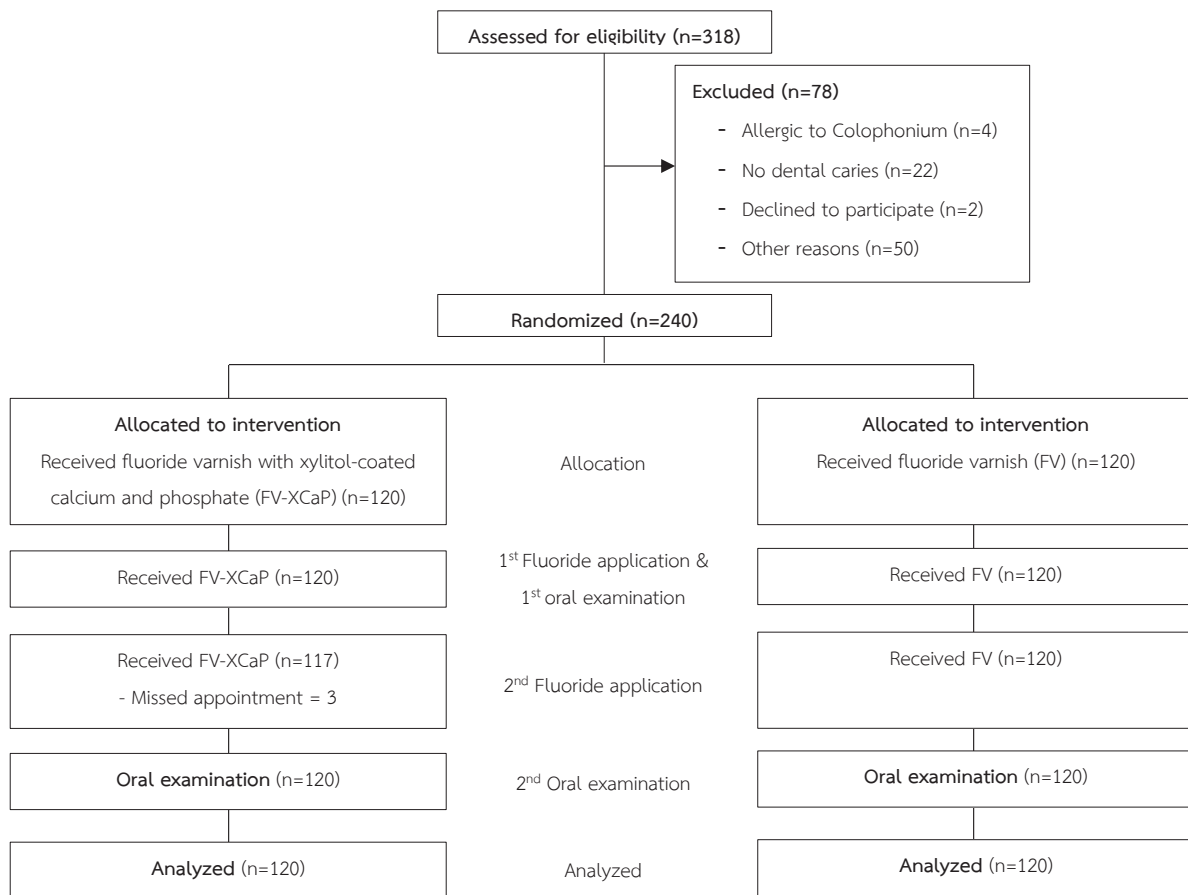 Assessed for eligibility (n=318)
Excluded (n=78)
- Allergic to Colophonium (n=4)
- No dental caries (n=22)
- Declined to participate (n=2)
- Other reasons (n=50)
Randomized (n=240)
Allocated to intervention
Received fluoride varnish with xylitol-coated
calcium and phosphate (FV-XCaP) (n=120)
Allocation
Allocated to intervention
Received fluoride varnish (FV) (n=120)
Received FV-XCaP (n=120)
1st Fluoride application &
1st oral examination
Received FV (n=120)
Received FV-XCaP (n=117)
- Missed appointment = 3
2nd Fluoride application
Received FV (n=120)
Oral examination (n=120)
2nd Oral examination
Oral examination (n=120)
Analyzed (n=120)
Analyzed
Analyzed (n=120)